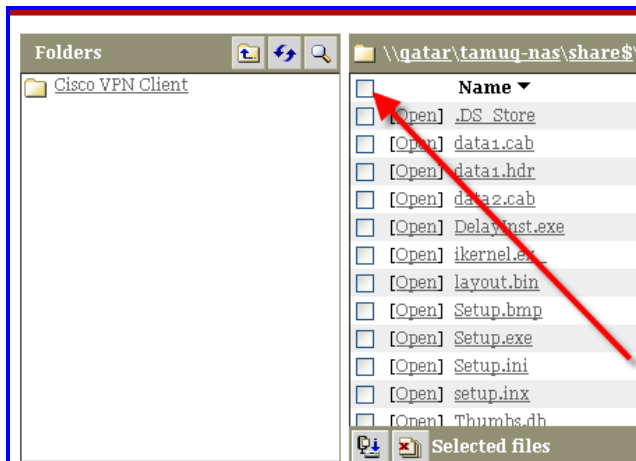 Folders
Cisco VPN Client
\\qatar\tamuq-nas\share$\
Name
[Open] .DS_Store
[Open] data1.cab
[Open] data1.hdr
[Open] data2.cab
[Open] DelayInst.exe
[Open] ikernel.ex_
[Open] layout.bin
[Open] Setup.bmp
[Open] Setup.exe
[Open] Setup.ini
[Open] setup.inx
[Open] Thumbs.db
Selected files